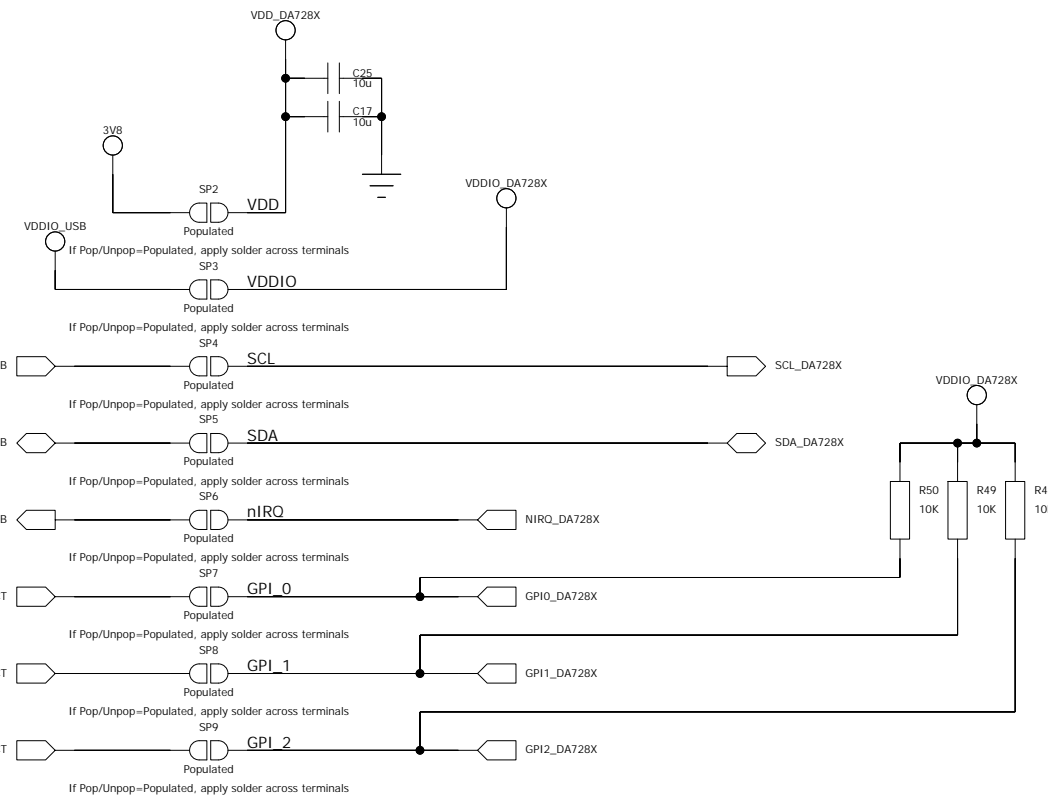 VDD_DA728X
C25
10u
C17
10u
3V8
SP2
VDD
Populated
VDDIO_DA728X
VDDIO_USB
If Pop/Unpop=Populated, apply solder across terminals
SP3
VDDIO
Populated
If Pop/Unpop=Populated, apply solder across terminals
SP4
B
SCL
SCL_DA728X
Populated
VDDIO_DA728X
If Pop/Unpop=Populated, apply solder across terminals
SP5
B
SDA
SDA_DA728X
Populated
If Pop/Unpop=Populated, apply solder across terminals
R50
10K
R49
10K
R4
10
SP6
B
nIRQ
NIRQ_DA728X
Populated
If Pop/Unpop=Populated, apply solder across terminals
SP7
T
GPI_0
GPI0_DA728X
Populated
If Pop/Unpop=Populated, apply solder across terminals
SP8
T
GPI_1
GPI1_DA728X
Populated
If Pop/Unpop=Populated, apply solder across terminals
SP9
T
GPI_2
GPI2_DA728X
Populated
If Pop/Unpop=Populated, apply solder across terminals